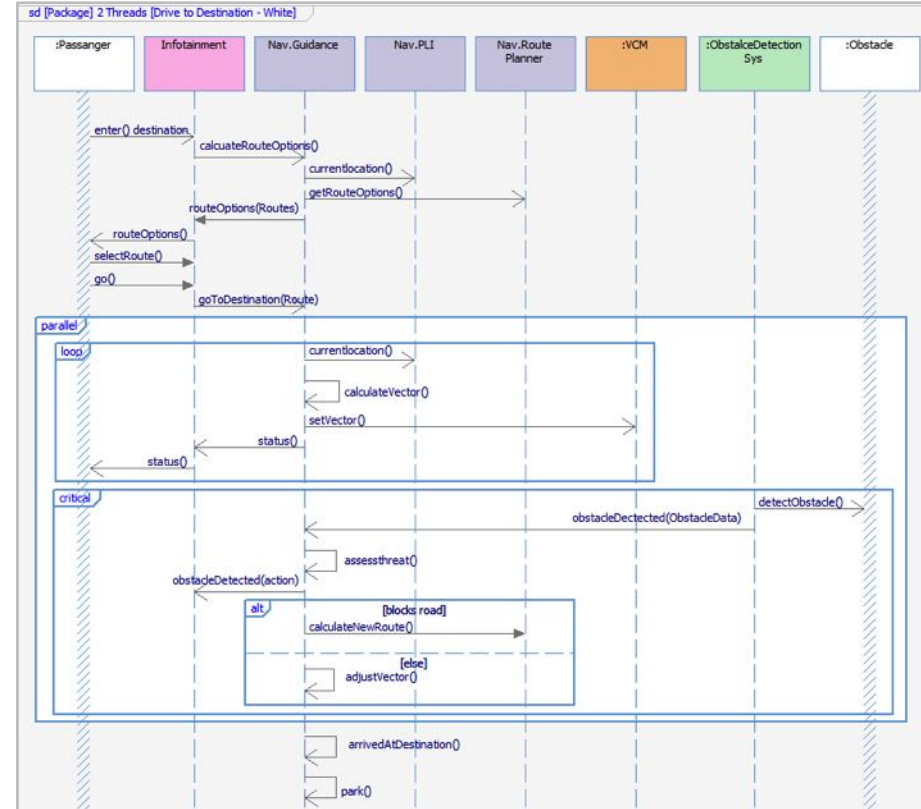 sd [Package] 2 Threads [Drive to Destination - White]
:Passanger
Infotainment
Nav.Guidance
Nav.PLI
Nav.Route
Planner
:VCM
:ObstalceDetection
Sys
:Obstacle
enter() destination
calcuateRouteOptions()
currentlocation()
getRouteOptions()
routeOptions(Routes)
routeOptions()
selectRoute()
go()
goToDestination(Route)
parallel
loop
currentlocation()
calculateVector()
setVector()
status()
status()
critical
detectObstacle()
obstacleDectected(ObstacleData)
assessthreat()
obstacleDetected(action)
alt
[blocks road]
calculateNewRoute()
[else]
adjustVector()
arrivedAtDestination()
park()